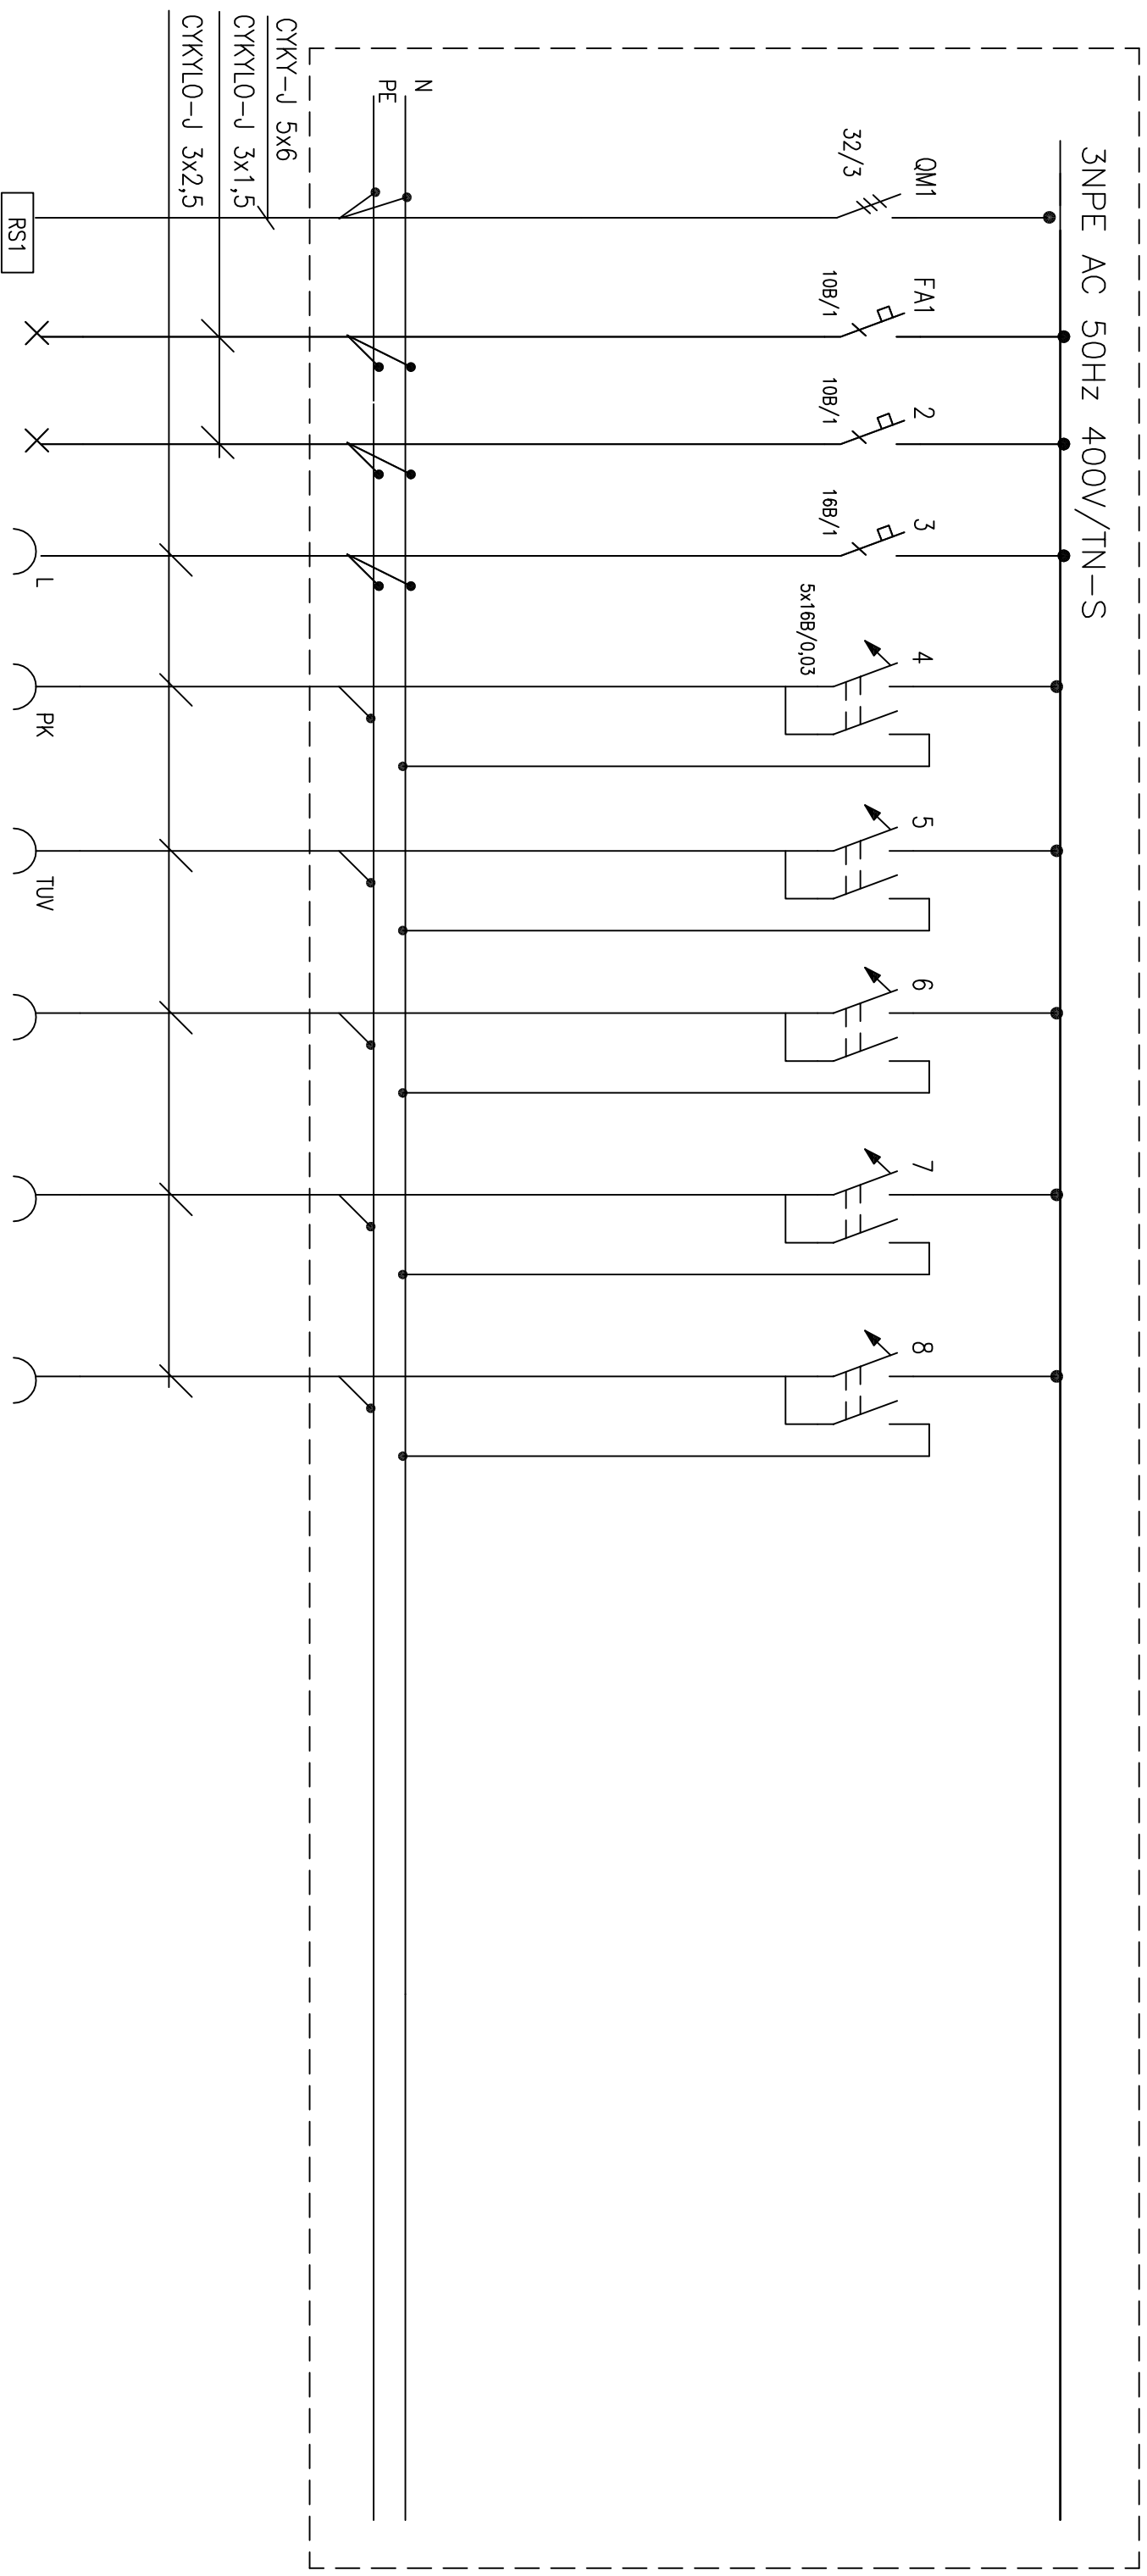 3NPE AC 50Hz 400V/TN-S
QM1
32/3
FA1
10B/1
2
10B/1
3
16B/1
4
5x16B/0,03
5
6
7
8
N
PE
CYKY-J 5x6
CYKYLO-J 3x1,5
CYKYLO-J 3x2,5
RS1
L
PK
TUV